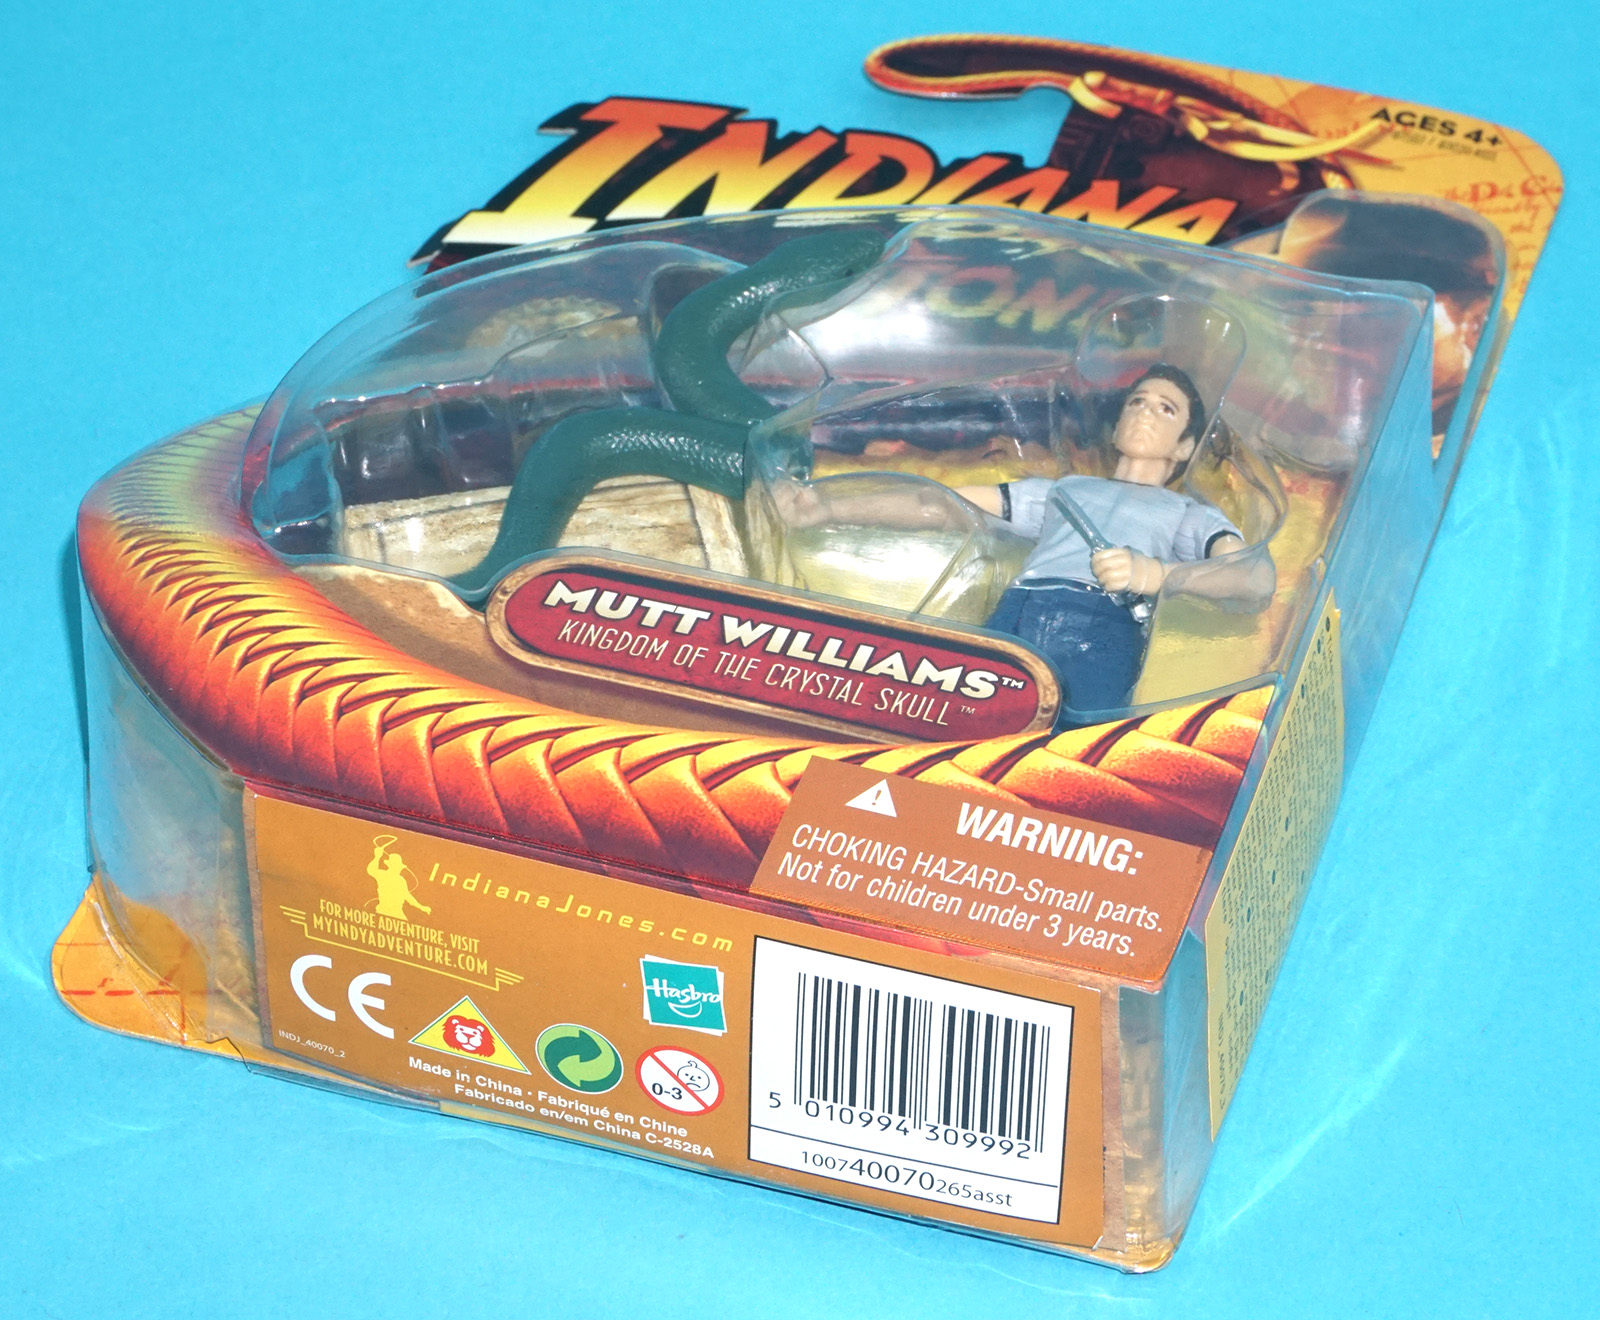 INDIANA
JONES
AGES 4+
MUTT WILLIAMS™
KINGDOM OF THE CRYSTAL SKULL™
WARNING:
CHOKING HAZARD-Small parts.
Not for children under 3 years.
IndianaJones.com
FOR MORE ADVENTURE, VISIT
MYINDYADVENTURE.COM
CE
Hasbro
INDJ_40070_2
0-3
Made in China · Fabriqué en Chine
Fabricado en/em China C-2528A
5 010994 309992
100740070265asst